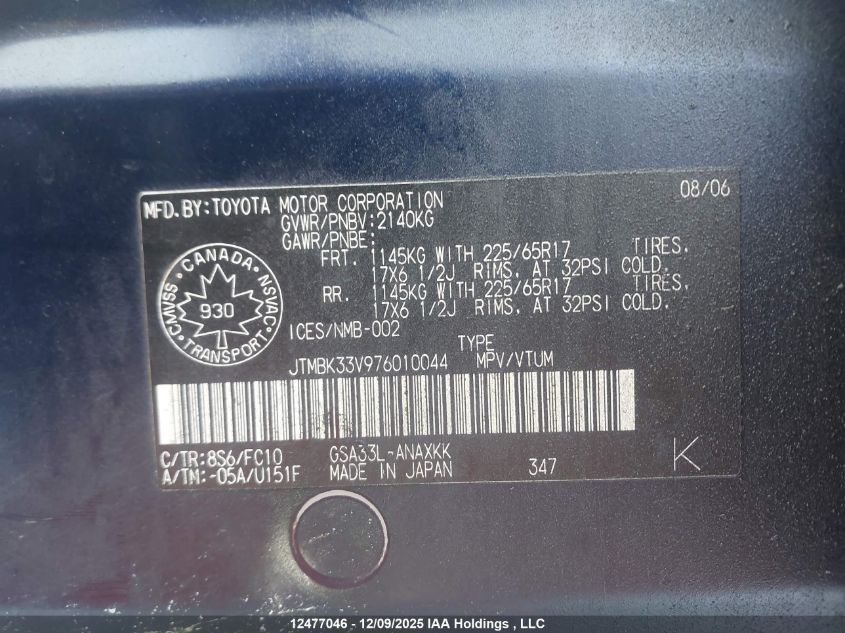 08/06
MFD.BY:TOYOTA MOTOR CORPORATION
GVWR/PNBV:2140KG
GAWR/PNBE:
FRT. 1145KG WITH 225/65R17 TIRES.
17X6 1/2J RIMS. AT 32PSI COLD.
RR. 1145KG WITH 225/65R17 TIRES.
17X6 1/2J RIMS. AT 32PSI COLD.
CANADA
CMVSS
NSVAC
930
TRANSPORT
ICES/NMB-002
TYPE
JTMBK33V976010044 MPV/VTUM
C/TR:8S6/FC10 GSA33L-ANAXKK
A/TM:-05A/U151F MADE IN JAPAN 347
K
12477046 - 12/09/2025 IAA Holdings , LLC